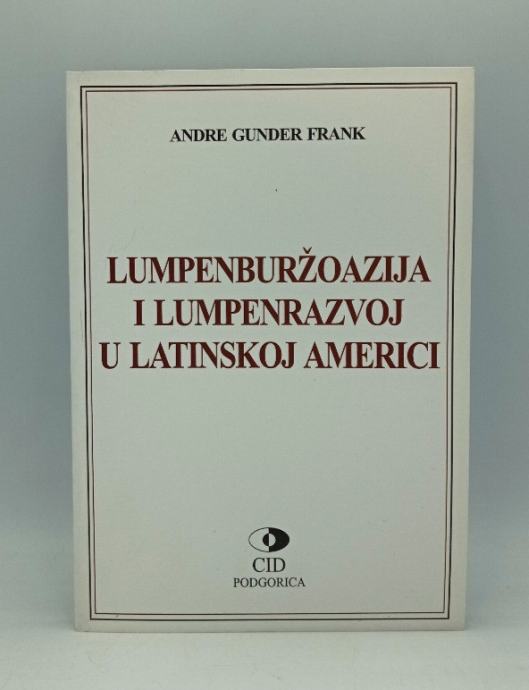 ANDRE GUNDER FRANK
LUMPENBURŽOAZIJA
I LUMPENRAZVOJ
U LATINSKOJ AMERICI
CID
PODGORICA